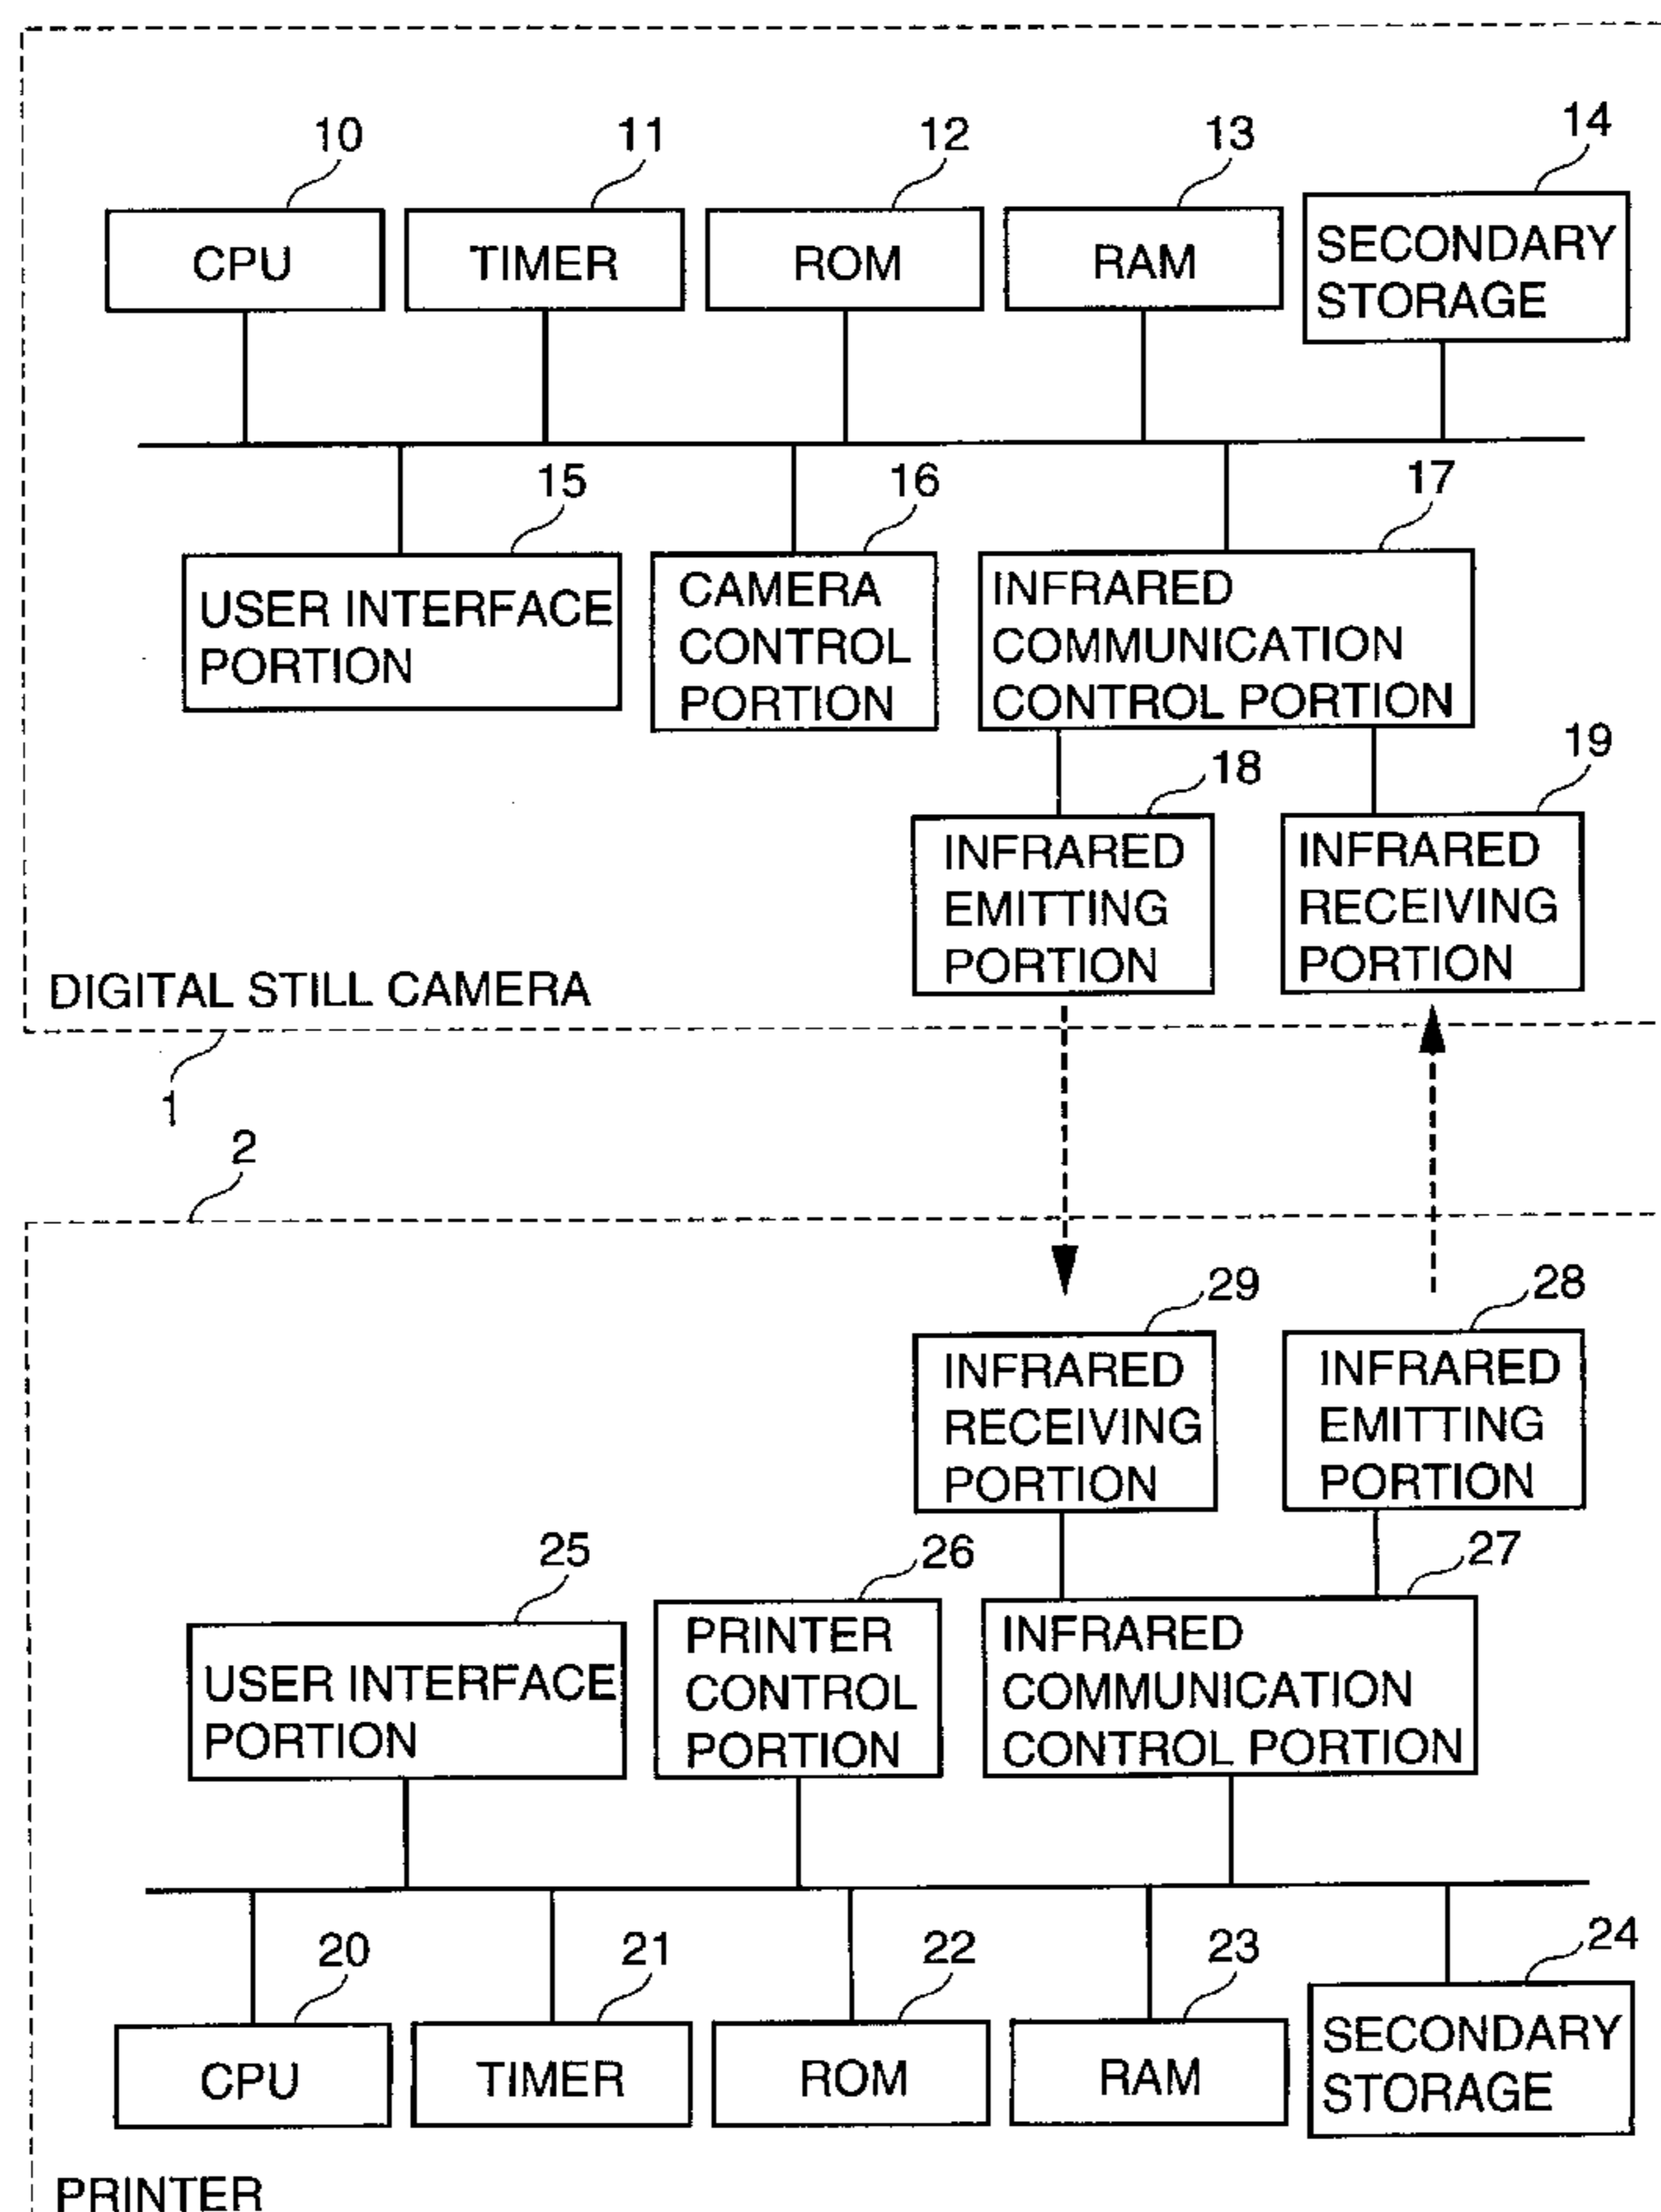 10
11
12
13
14
CPU
TIMER
ROM
RAM
SECONDARY
STORAGE
15
16
17
USER INTERFACE
PORTION
CAMERA
CONTROL
PORTION
INFRARED
COMMUNICATION
CONTROL PORTION
18
19
INFRARED
EMITTING
PORTION
INFRARED
RECEIVING
PORTION
DIGITAL STILL CAMERA
1
2
29
28
INFRARED
RECEIVING
PORTION
INFRARED
EMITTING
PORTION
25
26
27
USER INTERFACE
PORTION
PRINTER
CONTROL
PORTION
INFRARED
COMMUNICATION
CONTROL PORTION
20
21
22
23
24
CPU
TIMER
ROM
RAM
SECONDARY
STORAGE
PRINTER